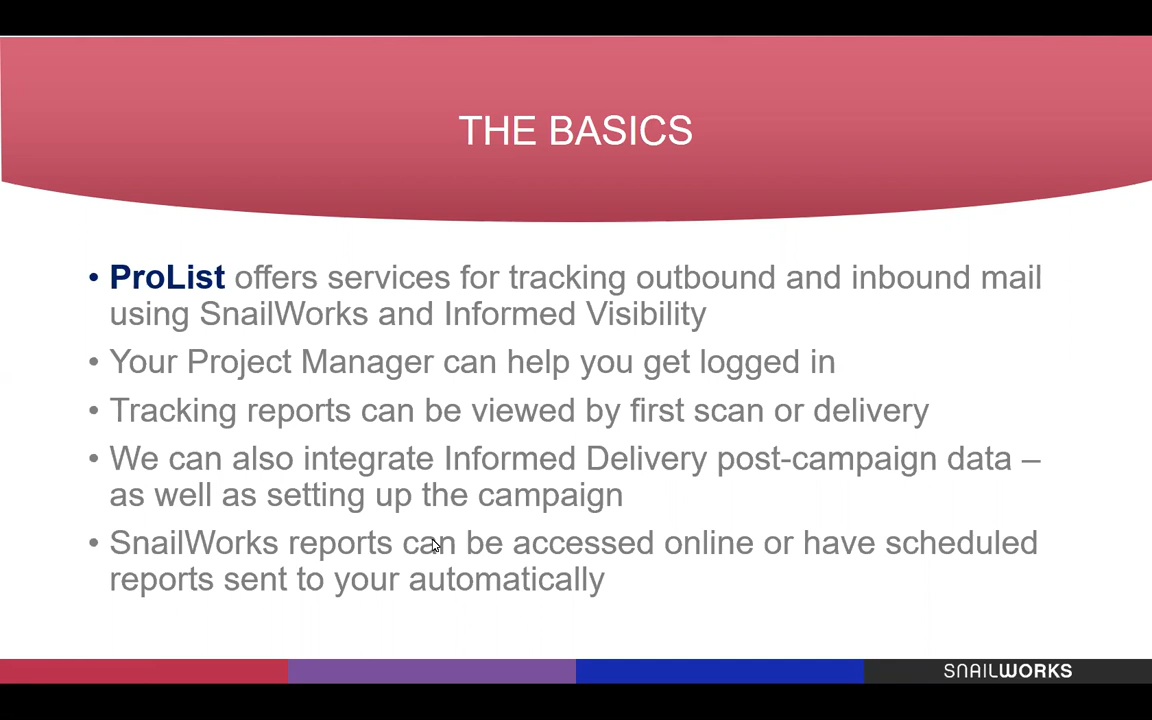 THE BASICS
• ProList offers services for tracking outbound and inbound mail
using SnailWorks and Informed Visibility
• Your Project Manager can help you get logged in
• Tracking reports can be viewed by first scan or delivery
• We can also integrate Informed Delivery post-campaign data –
as well as setting up the campaign
• SnailWorks reports can be accessed online or have scheduled
reports sent to your automatically
SNAILWORKS